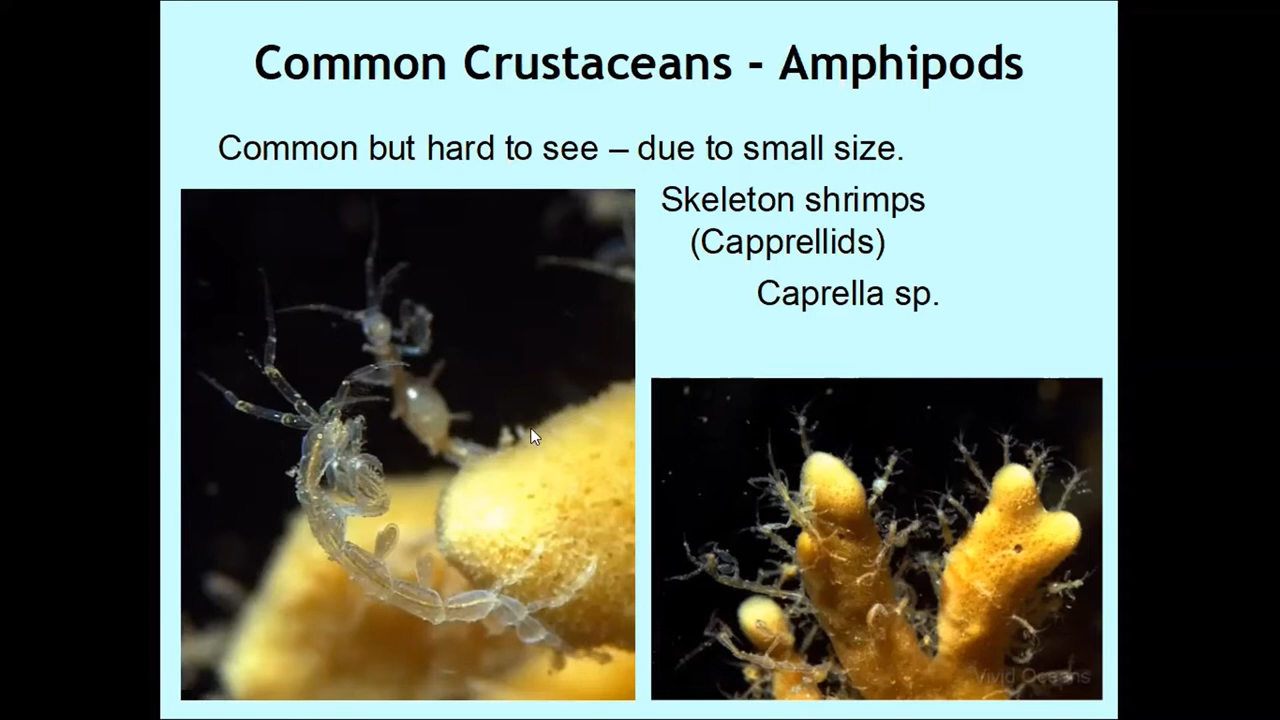 Common Crustaceans - Amphipods
Common but hard to see – due to small size.
Skeleton shrimps
(Capprellids)
Caprella sp.
Vivid Oceans